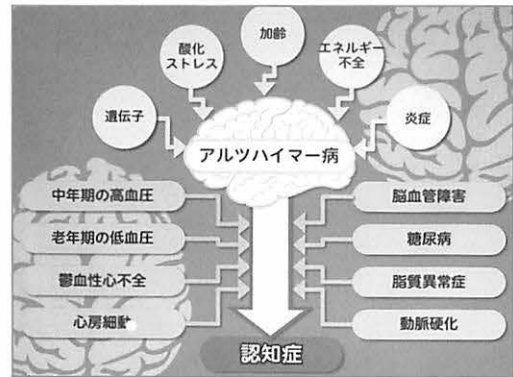 加齢
酸化
ストレス
エネルギー
不全
遺伝子
炎症
アルツハイマー病
中年期の高血圧
脳血管障害
老年期の低血圧
糖尿病
鬱血性心不全
脂質異常症
心房細動
動脈硬化
認知症